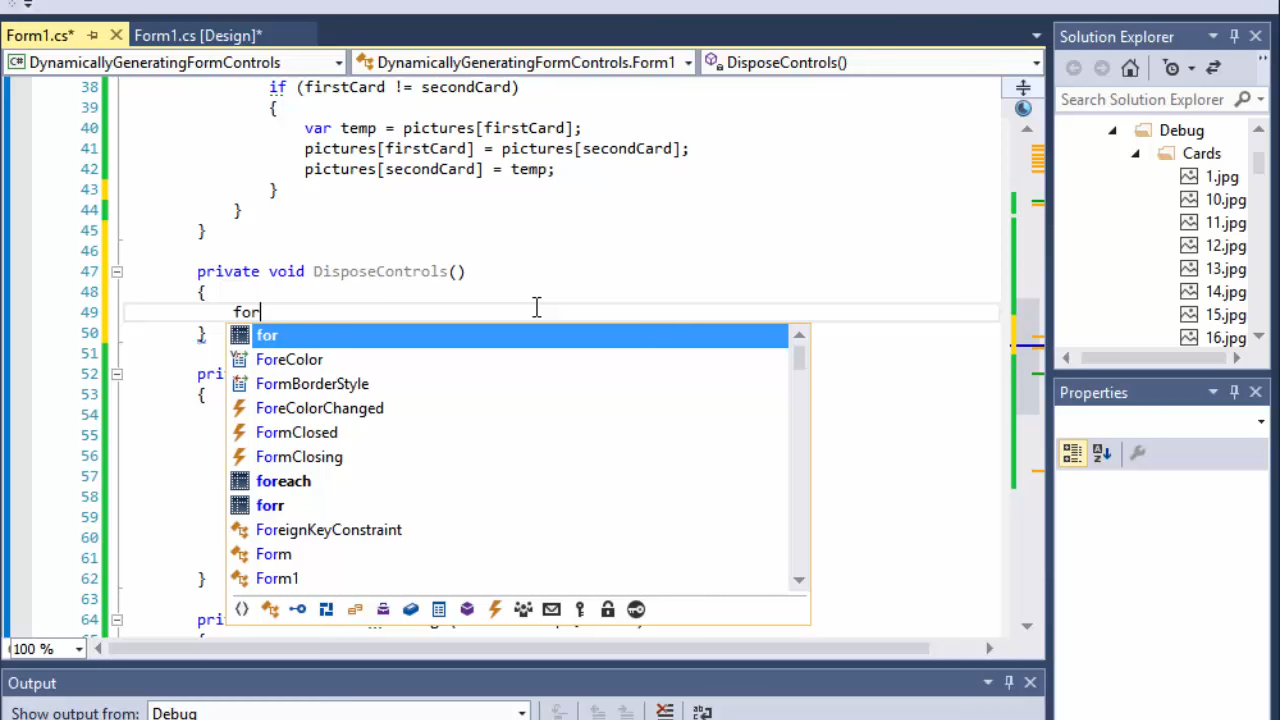 Form1.cs*
Form1.cs [Design]*
DynamicallyGeneratingFormControls
DynamicallyGeneratingFormControls.Form1
DisposeControls()
38 if (firstCard != secondCard)
39 {
40 var temp = pictures[firstCard];
41 pictures[firstCard] = pictures[secondCard];
42 pictures[secondCard] = temp;
43 }
44 }
45 }
46
47 private void DisposeControls()
48 {
49 for
50 }
51
52 pri
53 {
54
55
56
57
58
59
60
61
62 }
63
64 pri
for
ForeColor
FormBorderStyle
ForeColorChanged
FormClosed
FormClosing
foreach
forr
ForeignKeyConstraint
Form
Form1
100 %
Output
Show output from: Debug
Solution Explorer
Search Solution Explorer
Debug
Cards
1.jpg
10.jpg
11.jpg
12.jpg
13.jpg
14.jpg
15.jpg
16.jpg
Properties